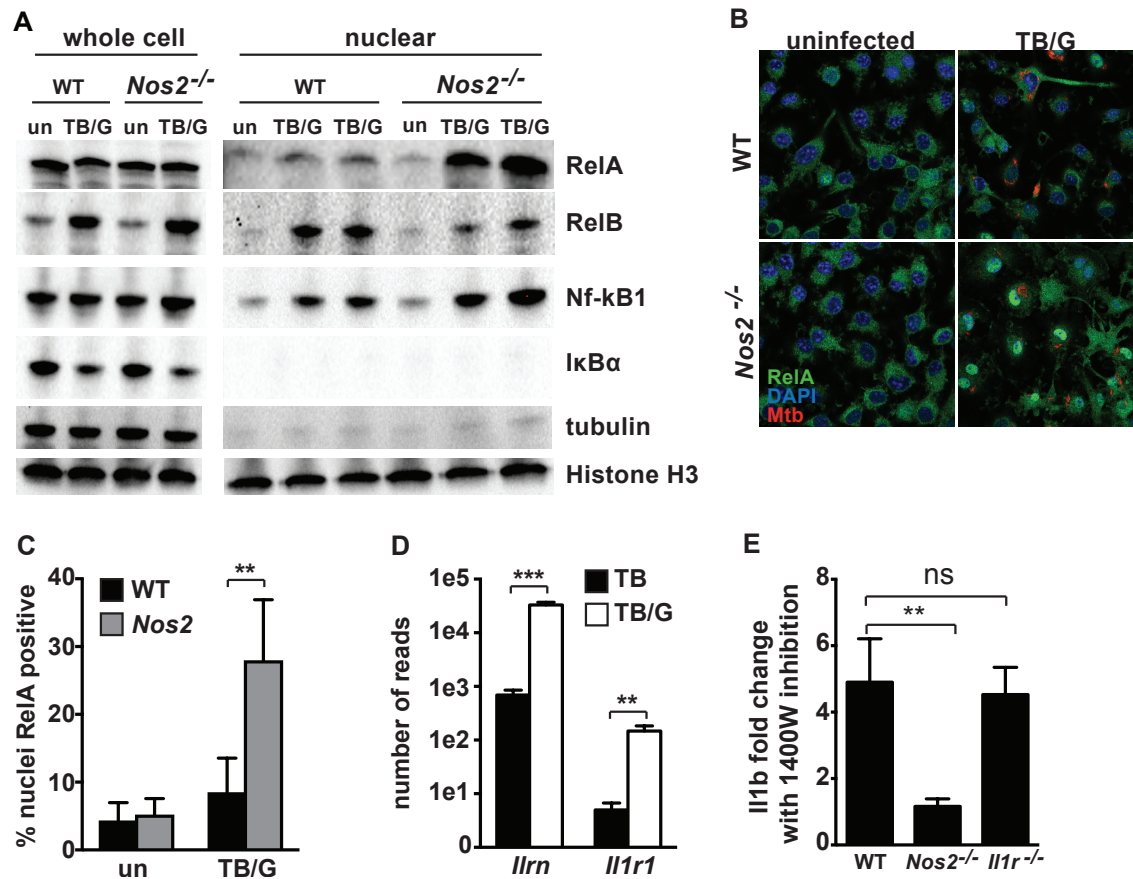 A
whole cell nuclear
WT Nos2-/- WT Nos2-/-
un TB/G un TB/G un TB/G TB/G un TB/G TB/G
RelA
RelB
Nf-kB1
IκBα
tubulin
Histone H3
B
uninfected TB/G
WT
Nos2-/-
RelA
DAPI
Mtb
C
% nuclei RelA positive
40
30
20
10
0
WT
Nos2
**
un TB/G
D
number of reads
1e5
1e4
1e3
1e2
1e1
0
TB
TB/G
***
**
Ilrn Il1r1
E
Il1b fold change
with 1400W inhibition
8
6
4
2
0
ns
**
WT Nos2-/- Il1r-/-